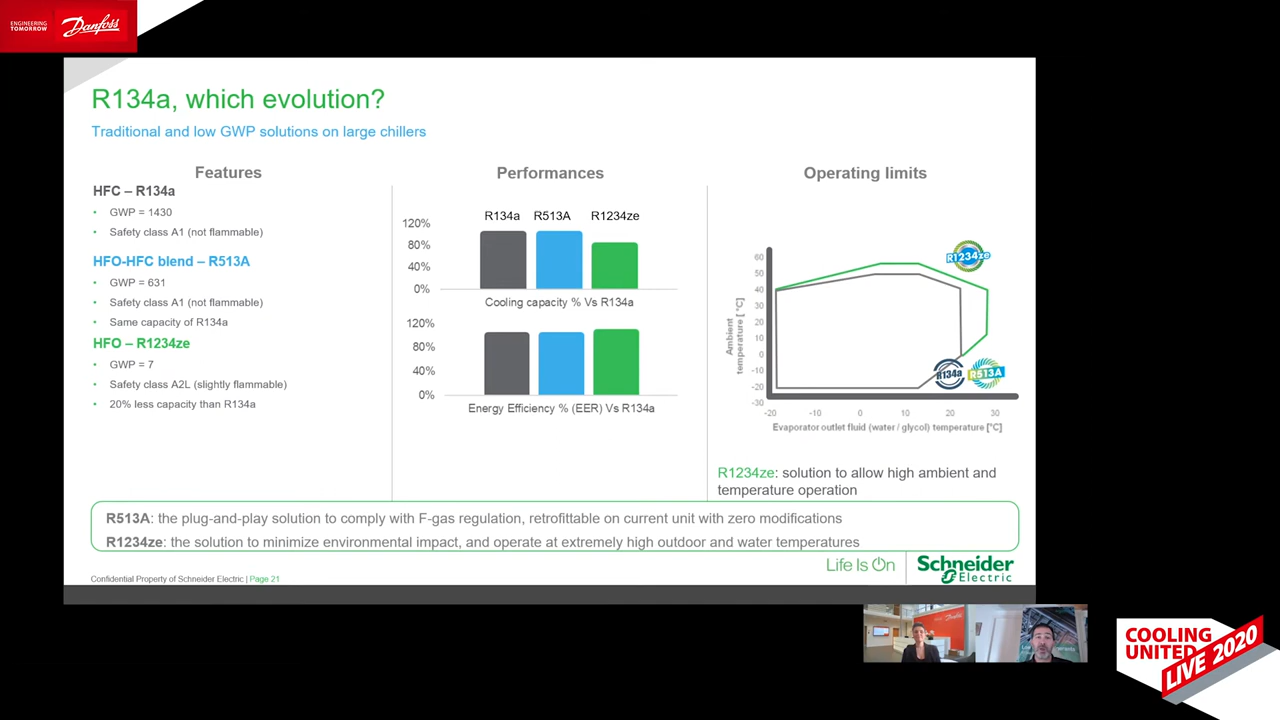 ENGINEERING
TOMORROW
Danfoss
R134a, which evolution?
Traditional and low GWP solutions on large chillers
Features
HFC – R134a
• GWP = 1430
• Safety class A1 (not flammable)
HFO-HFC blend – R513A
• GWP = 631
• Safety class A1 (not flammable)
• Same capacity of R134a
HFO – R1234ze
• GWP = 7
• Safety class A2L (slightly flammable)
• 20% less capacity than R134a
Performances
R134a R513A R1234ze
120%
80%
40%
0%
Cooling capacity % Vs R134a
120%
80%
40%
0%
Energy Efficiency % (EER) Vs R134a
Operating limits
R1234ze
60
50
40
30
20
10
0
-10
-20
-30
Ambient
temperature [ °C]
R134a
R513A
-20 -10 0 10 20 30
Evaporator outlet fluid (water / glycol) temperature [°C]
R1234ze: solution to allow high ambient and
temperature operation
R513A: the plug-and-play solution to comply with F-gas regulation, retrofittable on current unit with zero modifications
R1234ze: the solution to minimize environmental impact, and operate at extremely high outdoor and water temperatures
Confidential Property of Schneider Electric | Page 21
Life Is On
Schneider
Electric
Danfoss
COOLING
UNITED
LIVE 2020